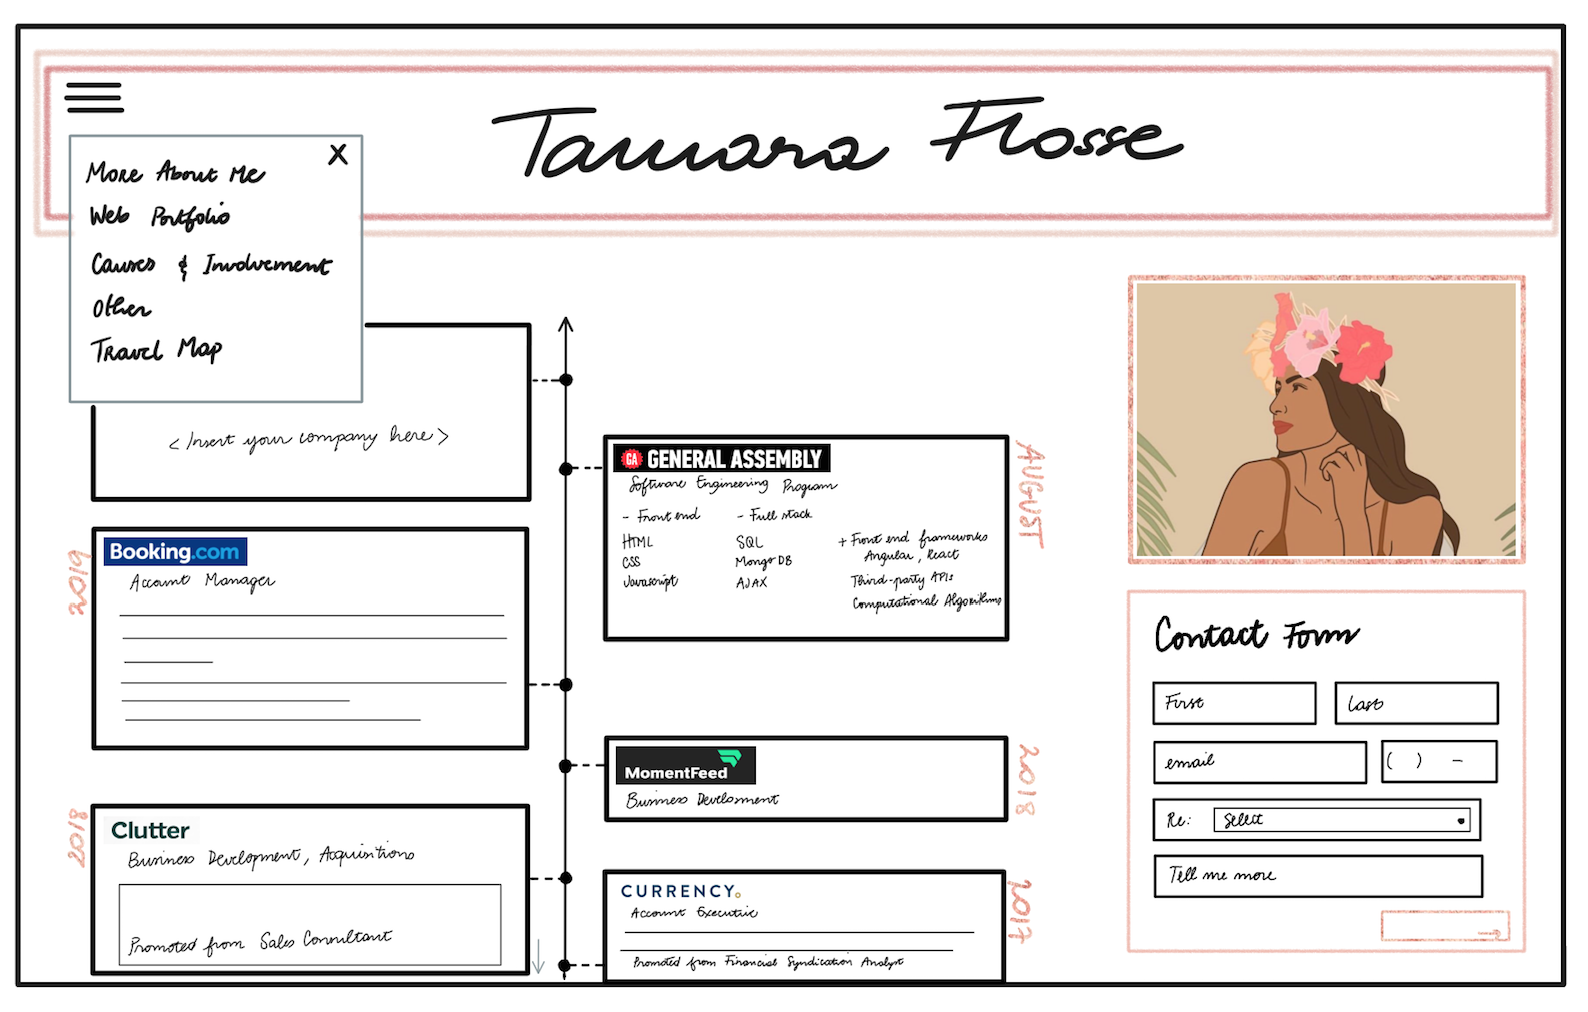 Tamara Flosse
X
More About Me
Web Portfolio
Causes & Involvement
Other
Travel Map
<Insert your company here>
GA GENERAL ASSEMBLY
Software Engineering Program
- Front end
HTML
CSS
Javascript
- Full stack
SQL
Mongo DB
AJAX
+ Front end frameworks
Angular, React
Third-party APIs
Computational Algorithms
AUGUST
2019
Booking.com
Account Manager
MomentFeed
Business Development
2018
2018
Clutter
Business Development, Acquisitions
Promoted from Sales Consultant
CURRENCY.
Account Executive
Promoted from Financial Syndication Analyst
2017
Contact Form
First
Last
email
( ) -
Re: Select
Tell me more